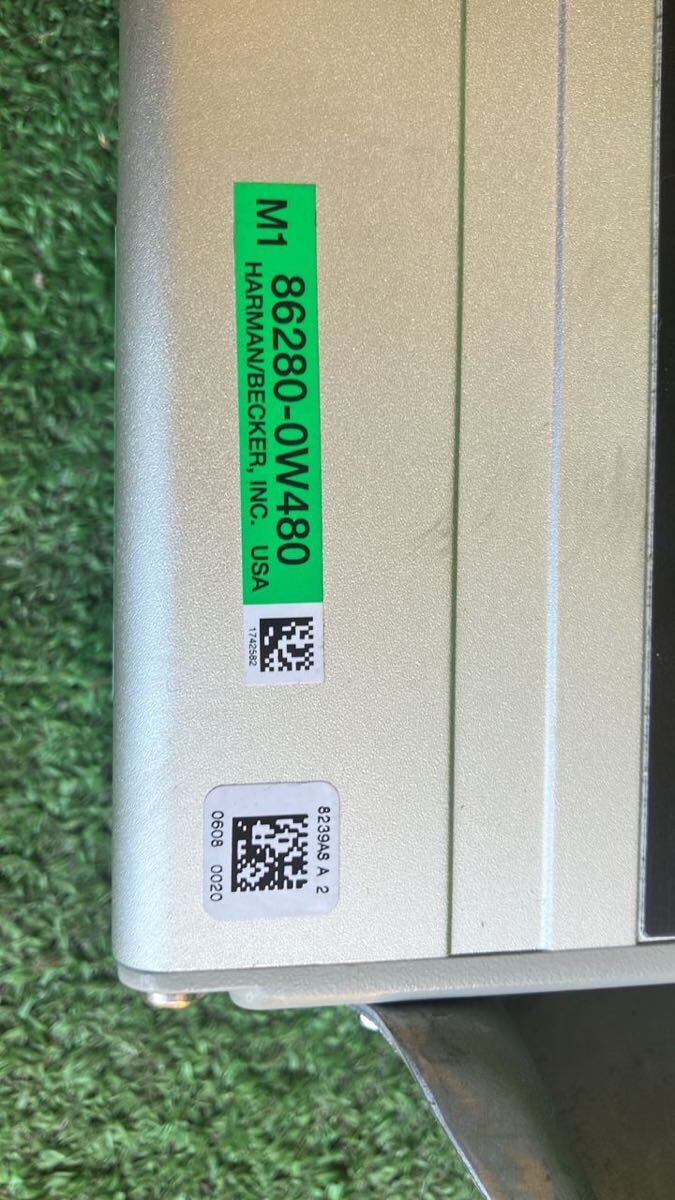 M1 86280-0W480
HARMAN/BECKER, INC. USA
1742582
8239AS A 2
0608 0020